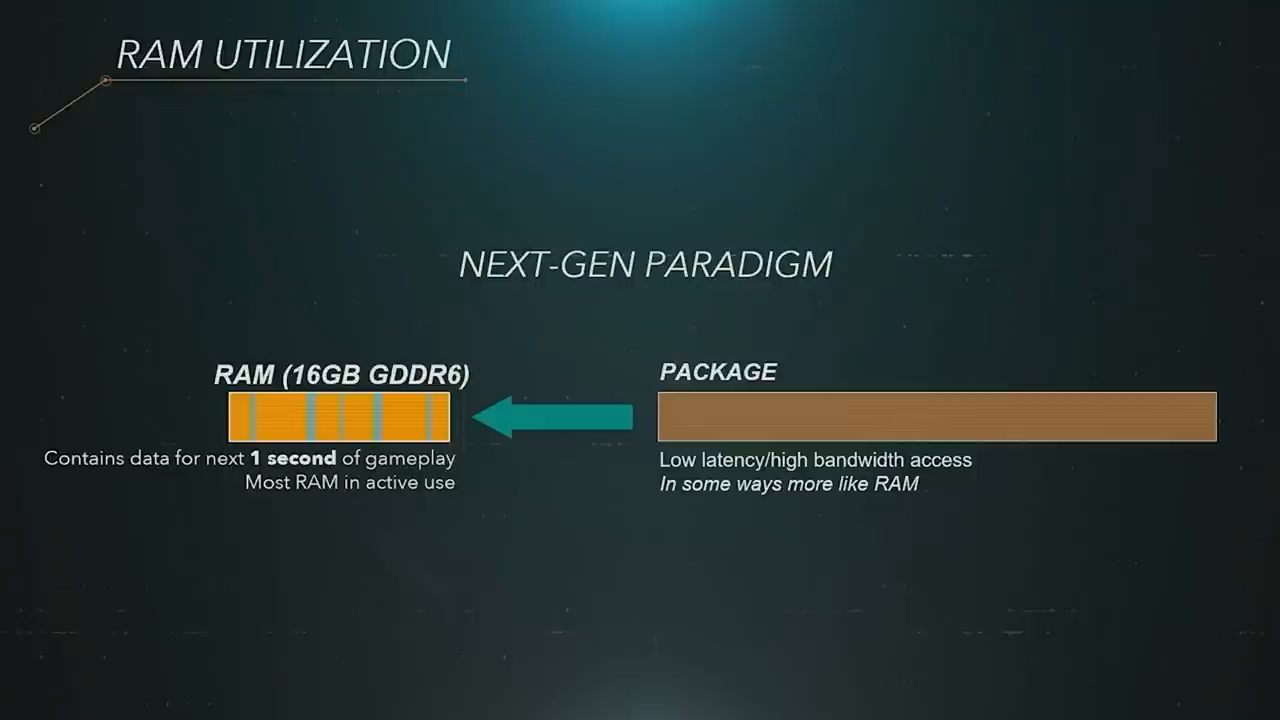 RAM UTILIZATION
NEXT-GEN PARADIGM
RAM (16GB GDDR6)
Contains data for next 1 second of gameplay
Most RAM in active use
PACKAGE
Low latency/high bandwidth access
In some ways more like RAM